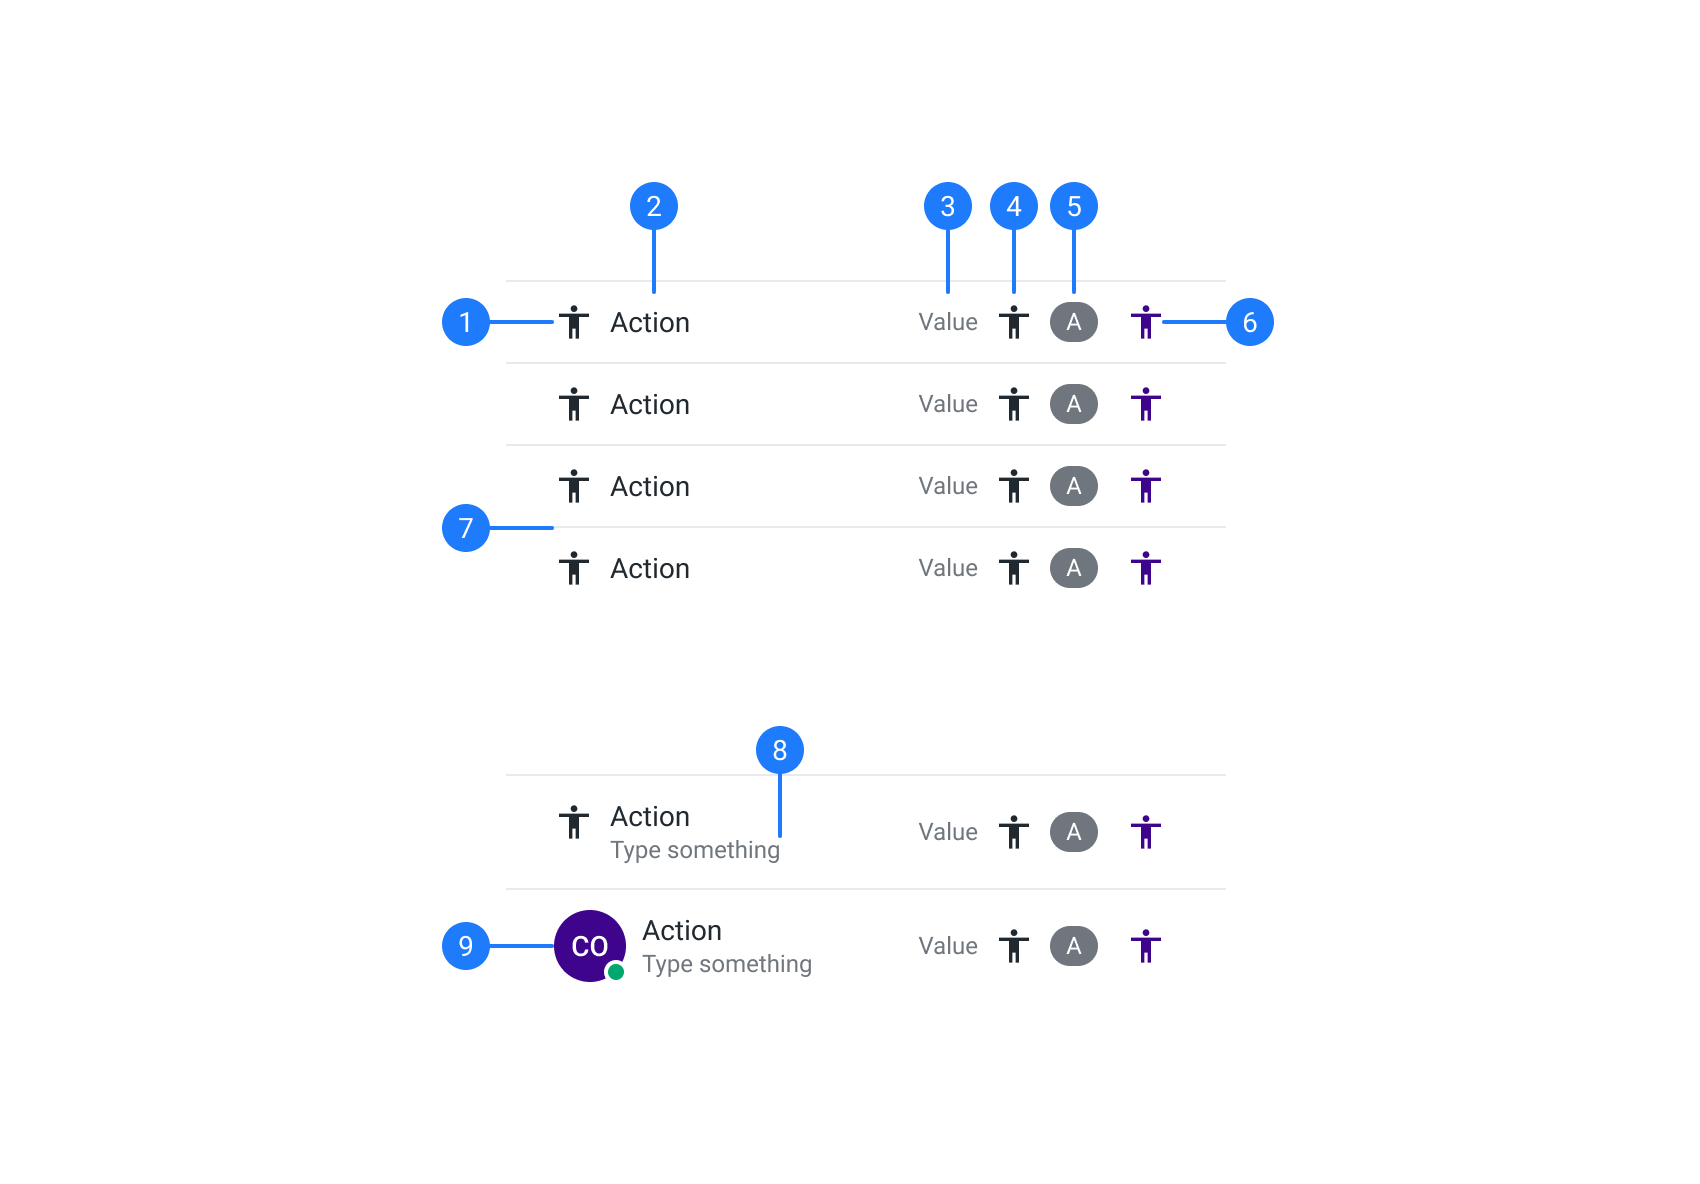 2 3 4 5
1 Action Value A 6
Action Value A
Action Value A
7
Action Value A
8
Action
Type something
Value A
9 CO Action
Type something
Value A